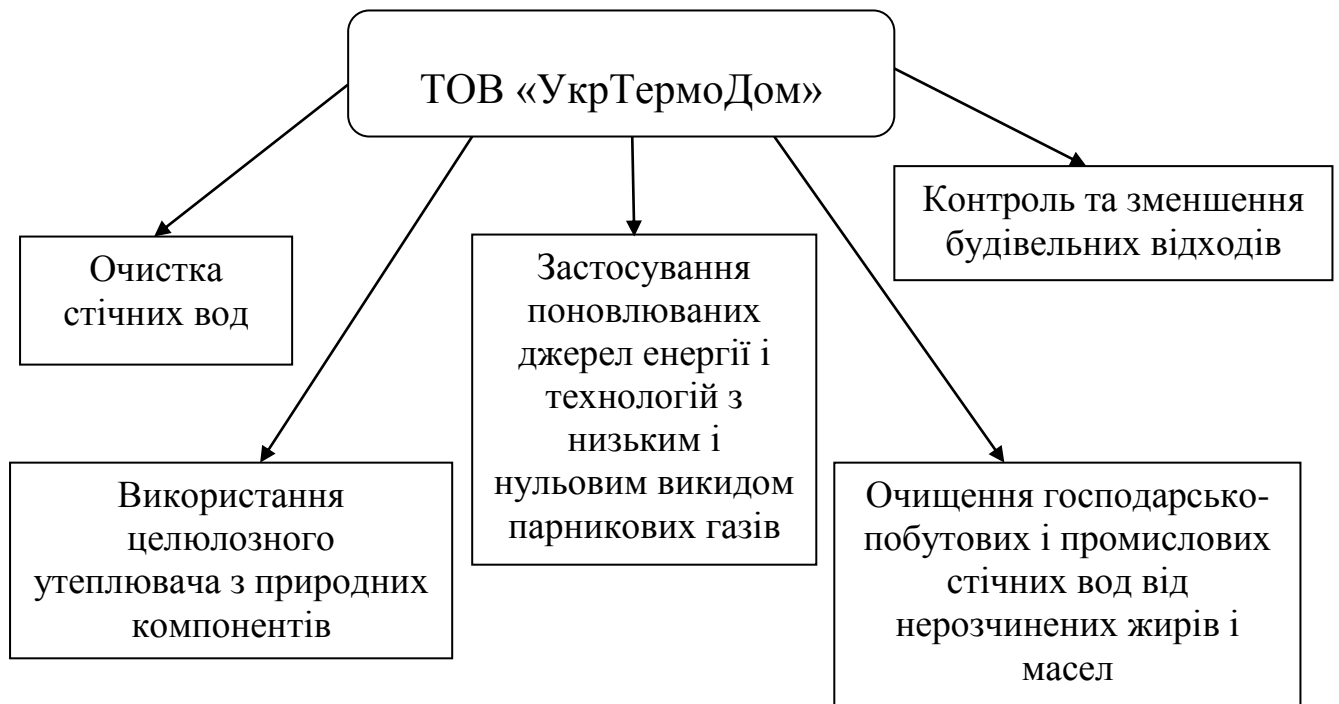 ТОВ «УкрТермоДом»
Очистка
стічних вод
Використання
целюлозного
утеплювача з природних
компонентів
Застосування
поновлюваних
джерел енергії і
технологій з
низьким і
нульовим викидом
парникових газів
Очищення господарсько-
побутових і промислових
стічних вод від
нерозчинених жирів і
масел
Контроль та зменшення
будівельних відходів